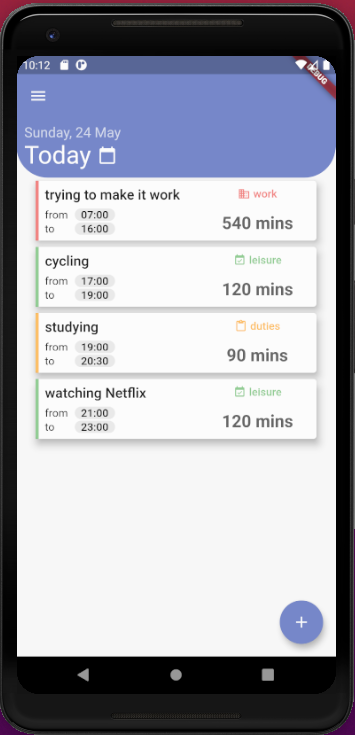 10:12
DEBUG
Sunday, 24 May
Today
trying to make it work
work
from 07:00
to 16:00
540 mins
cycling
leisure
from 17:00
to 19:00
120 mins
studying
duties
from 19:00
to 20:30
90 mins
watching Netflix
leisure
from 21:00
to 23:00
120 mins
+